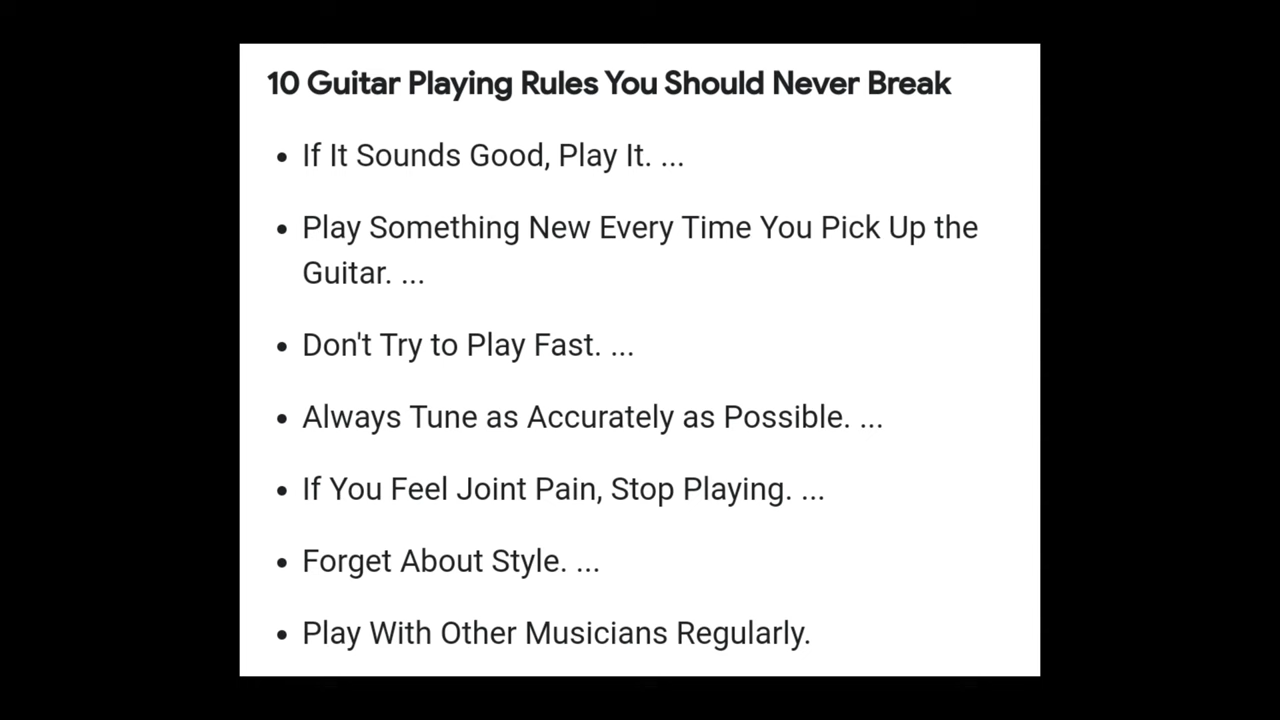 10 Guitar Playing Rules You Should Never Break
• If It Sounds Good, Play It. ...
• Play Something New Every Time You Pick Up the
Guitar. ...
• Don't Try to Play Fast. ...
• Always Tune as Accurately as Possible. ...
• If You Feel Joint Pain, Stop Playing. ...
• Forget About Style. ...
• Play With Other Musicians Regularly.